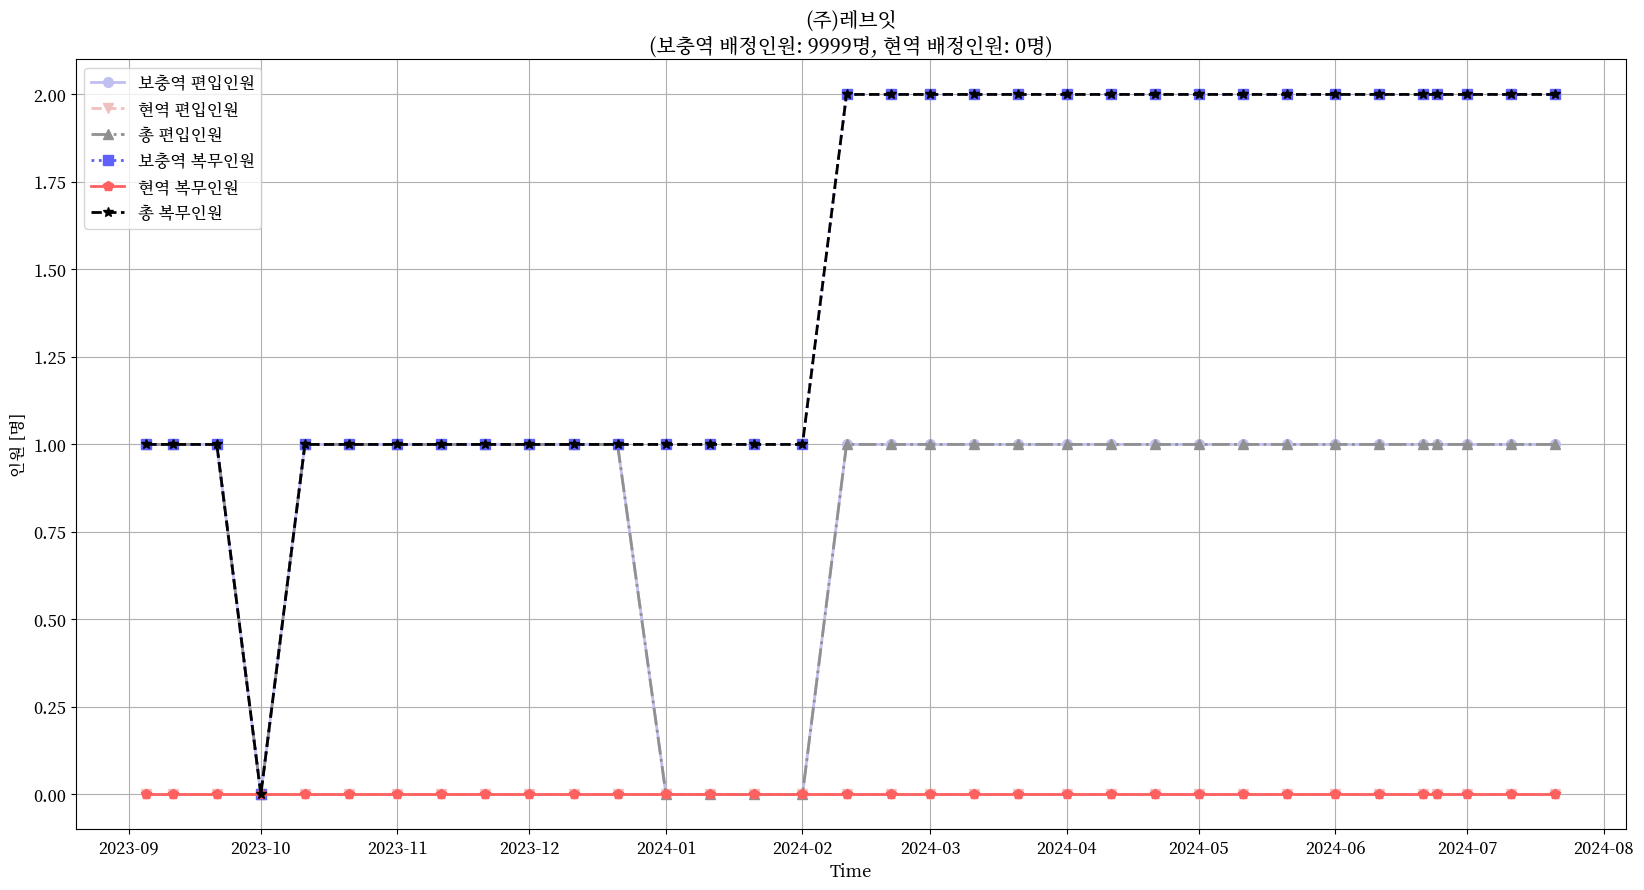 (주)레브잇
(보충역 배정인원: 9999명, 현역 배정인원: 0명)
보충역 편입인원
현역 편입인원
총 편입인원
보충역 복무인원
현역 복무인원
총 복무인원
인원 [명]
2.00
1.75
1.50
1.25
1.00
0.75
0.50
0.25
0.00
2023-09 2023-10 2023-11 2023-12 2024-01 2024-02 2024-03 2024-04 2024-05 2024-06 2024-07 2024-08
Time